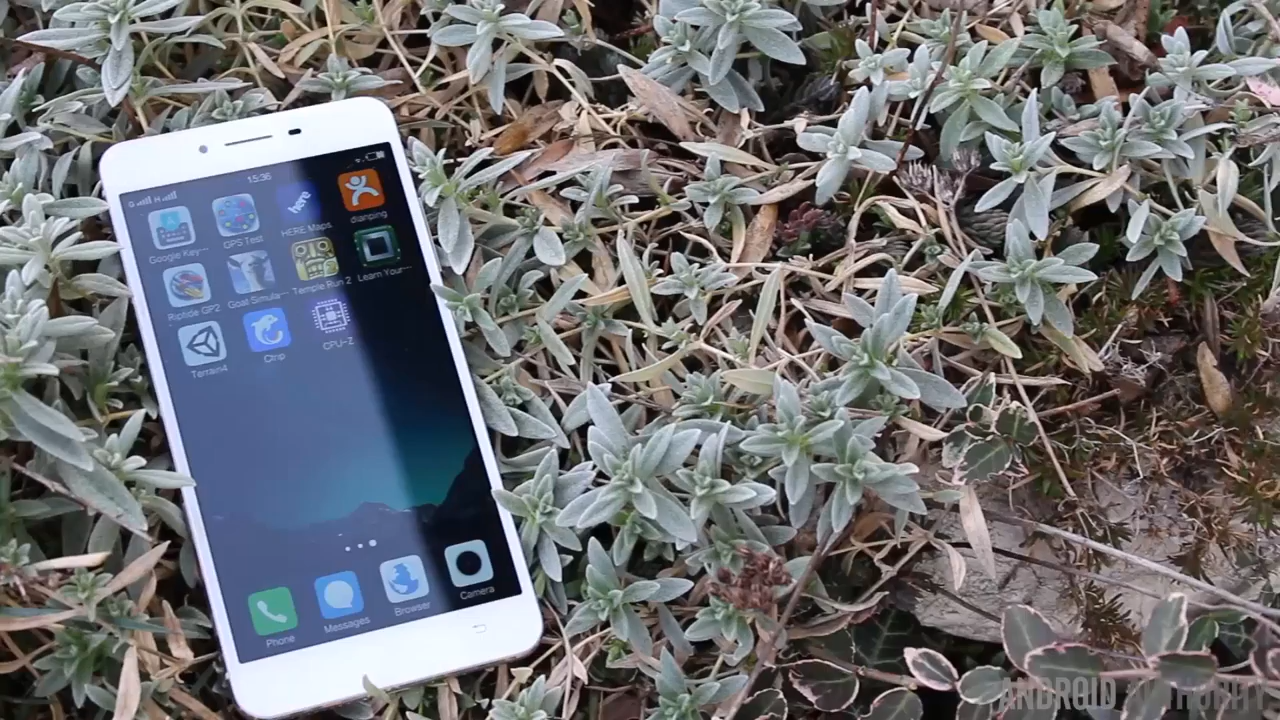 G H
15:36
Google Key···
GPS Test
HERE Maps
here
dianping
Riptide GP2
Goat Simula···
Temple Run 2
Learn Your···
Terrain4
Ctrip
CPU-Z
Phone
Messages
Browser
Camera
ANDROID AUTHORITY